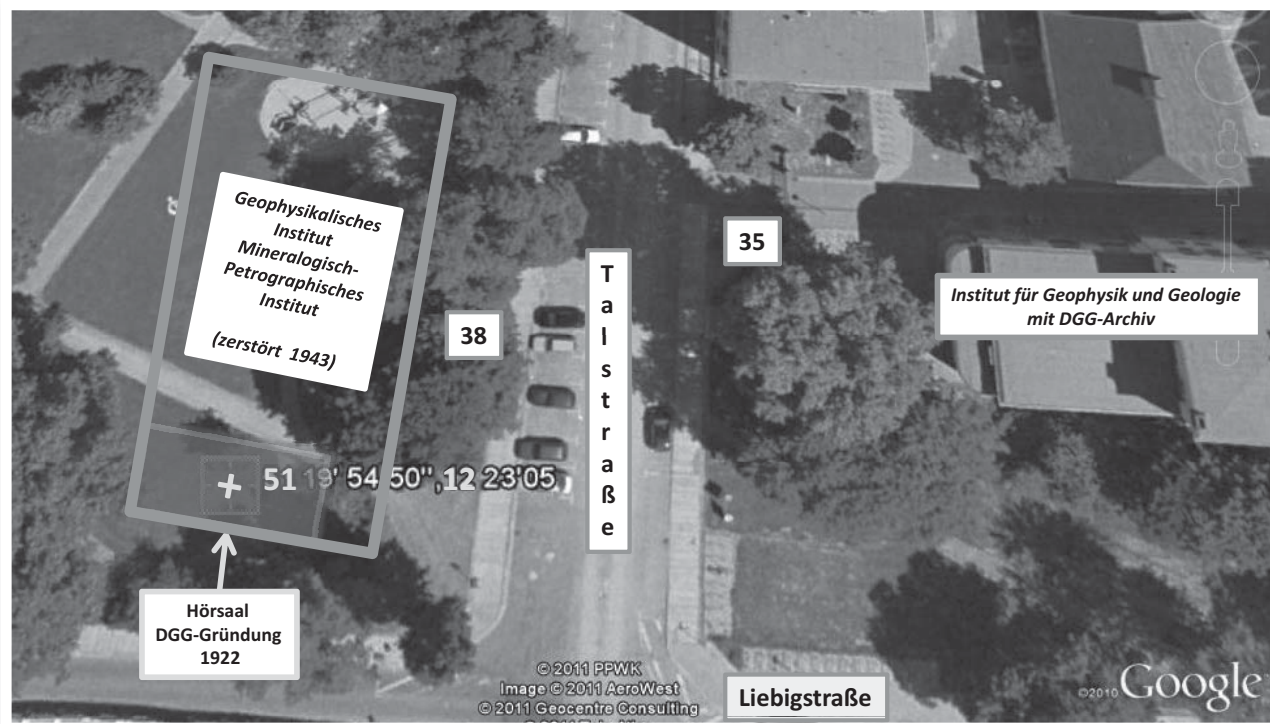 Geophysikalisches
Institut
Mineralogisch-
Petrographisches
Institut
(zerstört 1943)
38
Talstraße
35
Institut für Geophysik und Geologie
mit DGG-Archiv
51 19' 54 50",12 23'05
Hörsaal
DGG-Gründung
1922
© 2011 PPWK
Image © 2011 AeroWest
© 2011 Geocentre Consulting
Liebigstraße
©2010 Google